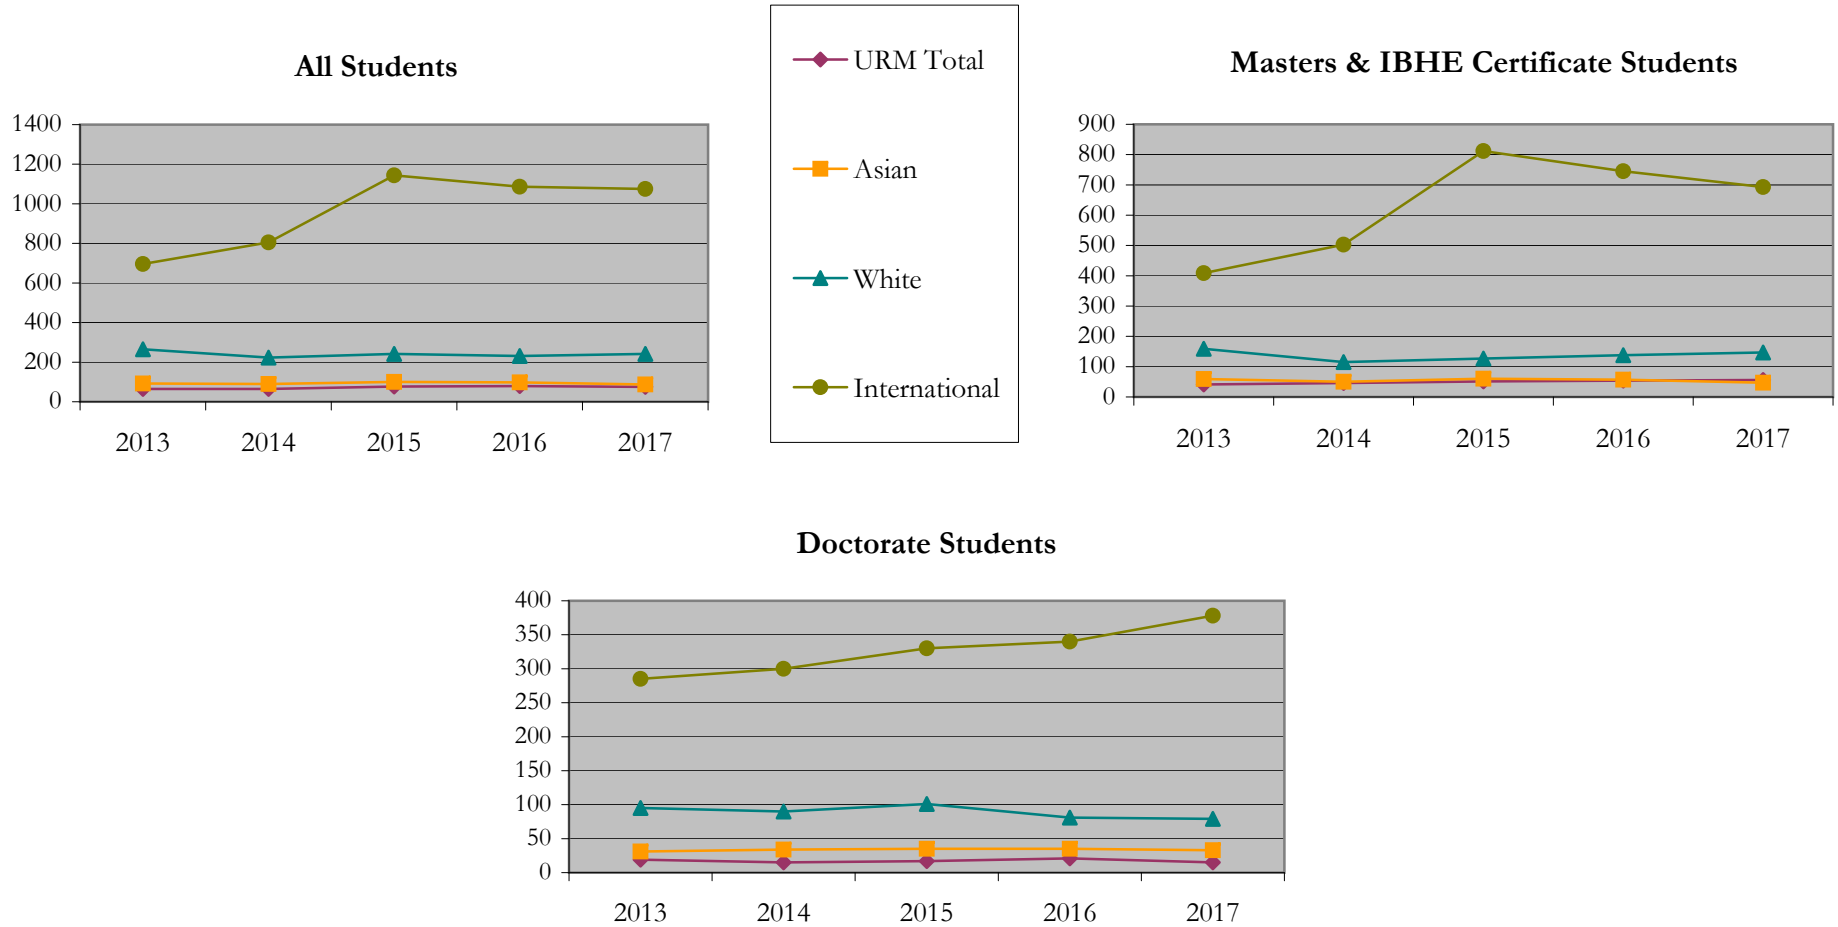 All Students
1400
1200
1000
800
600
400
200
0
2013 2014 2015 2016 2017
URM Total
Asian
White
International
Masters & IBHE Certificate Students
900
800
700
600
500
400
300
200
100
0
2013 2014 2015 2016 2017
Doctorate Students
400
350
300
250
200
150
100
50
0
2013 2014 2015 2016 2017